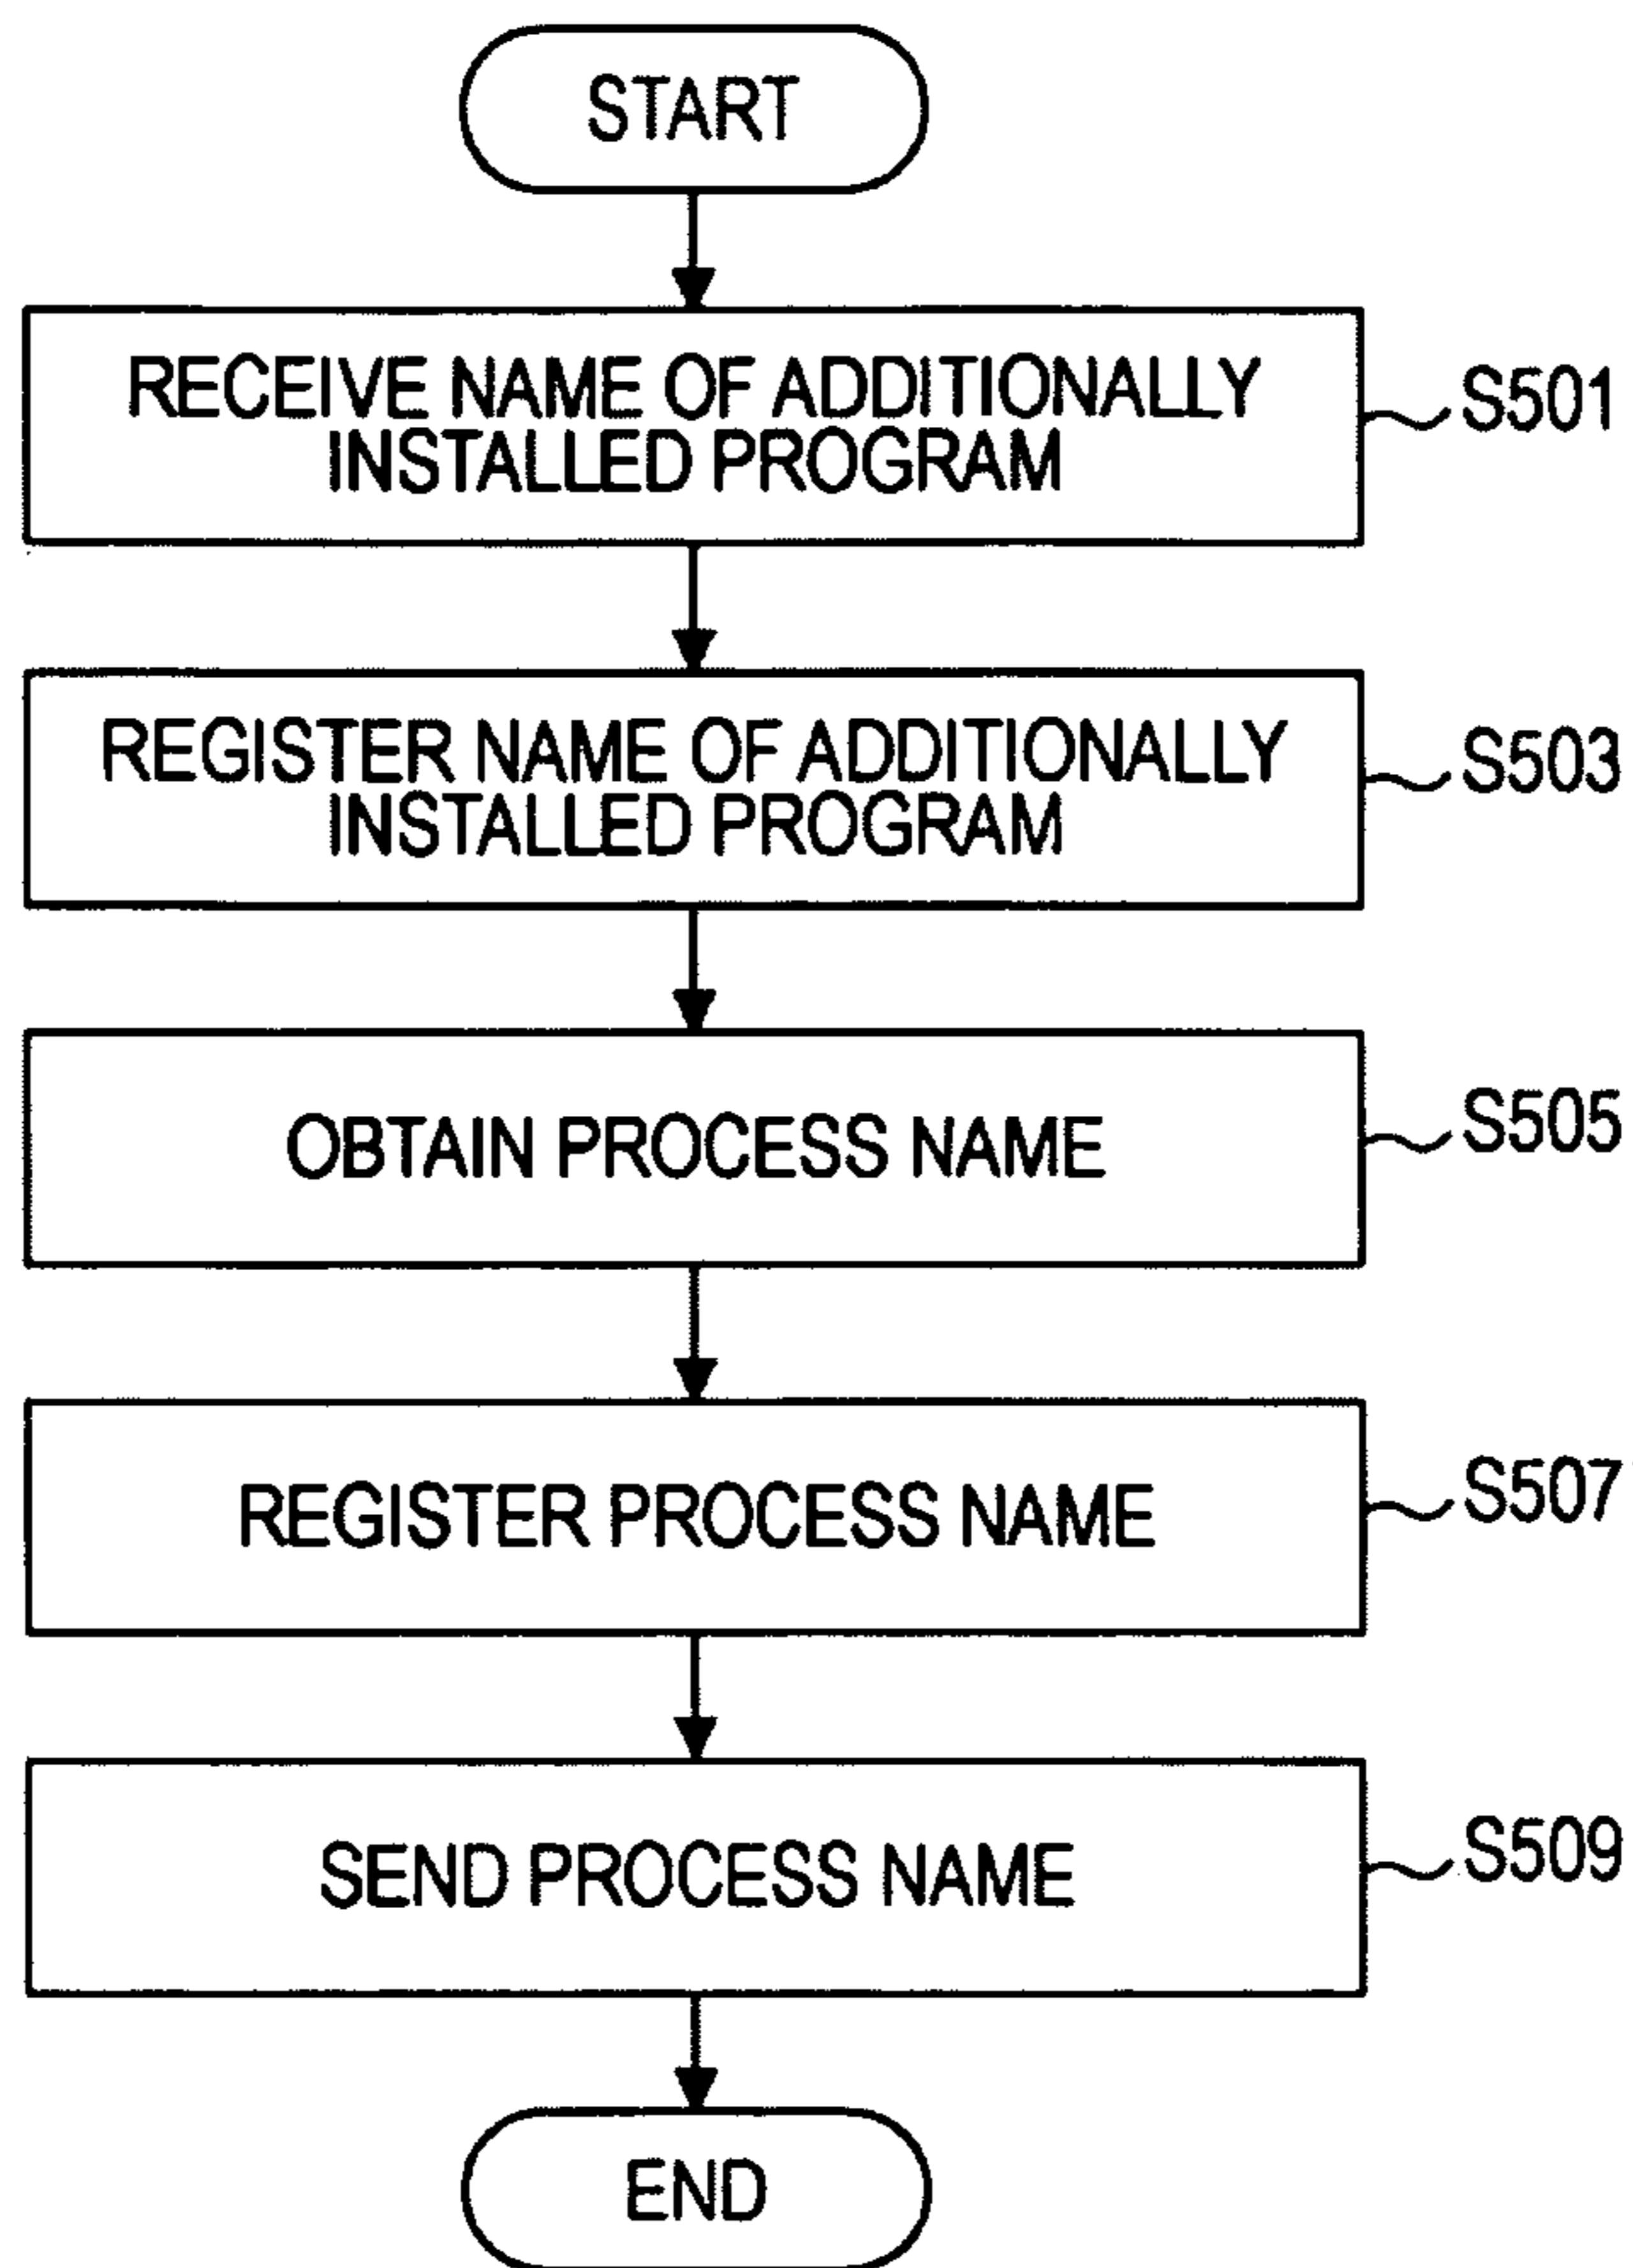 START
RECEIVE NAME OF ADDITIONALLY
INSTALLED PROGRAM
S501
REGISTER NAME OF ADDITIONALLY
INSTALLED PROGRAM
S503
OBTAIN PROCESS NAME
S505
REGISTER PROCESS NAME
S507
SEND PROCESS NAME
S509
END